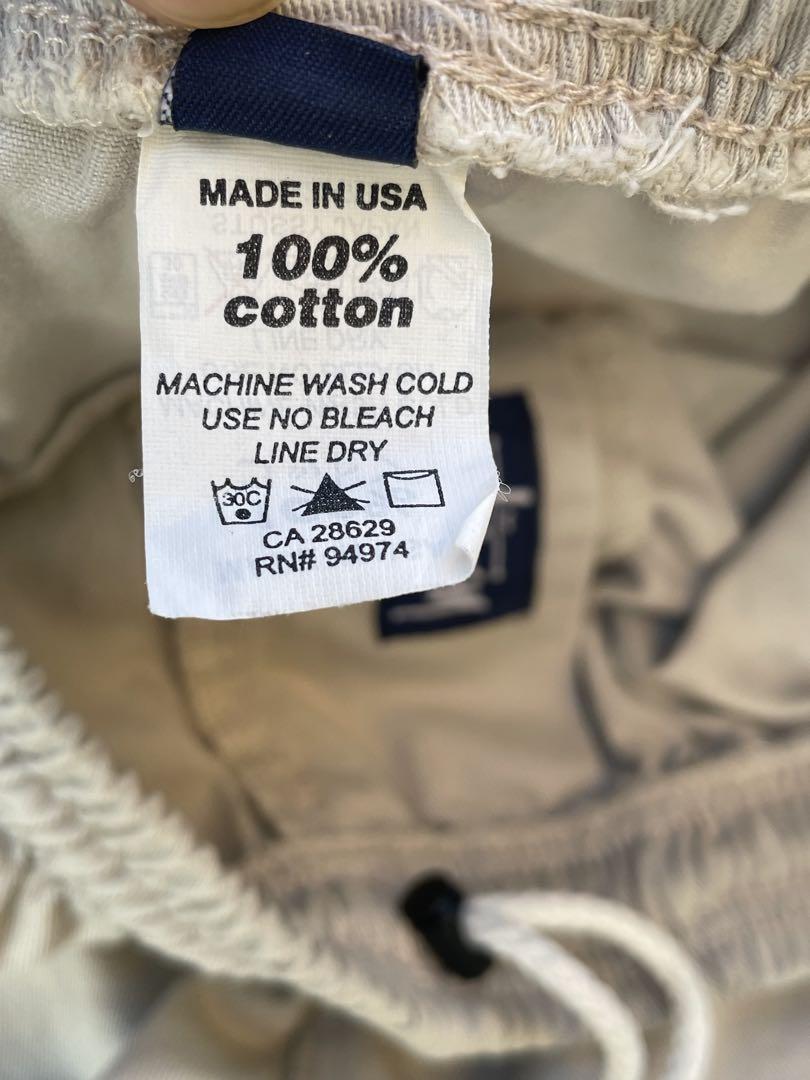 MADE IN USA
100%
cotton
MACHINE WASH COLD
USE NO BLEACH
LINE DRY
30C
CA 28629
RN# 94974